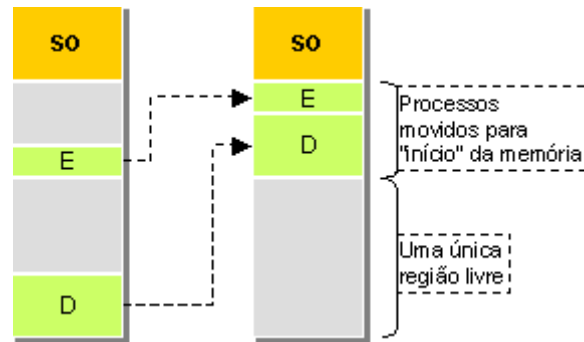 SO
E
D
SO
E
D
Processos
movidos para
"início" da memória
Uma única
região livre